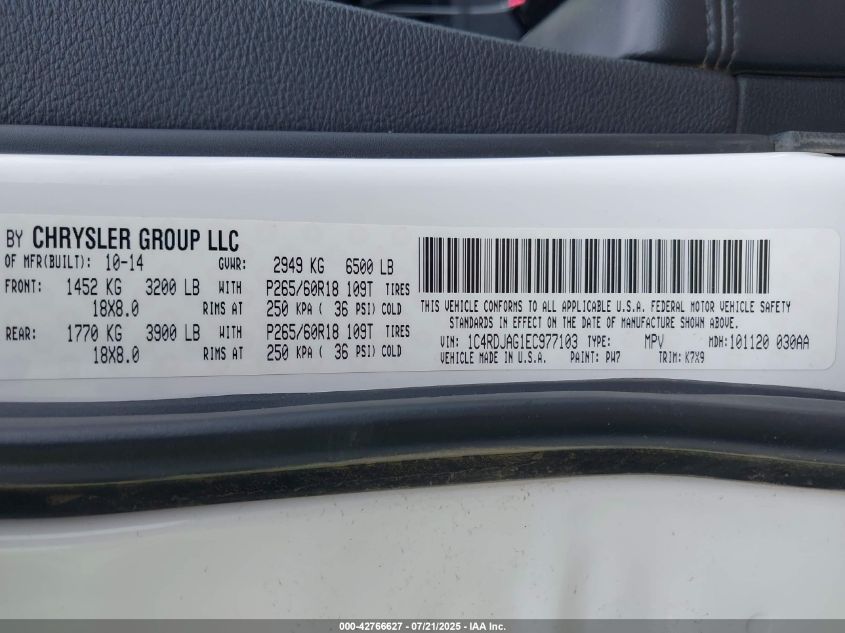 BY CHRYSLER GROUP LLC
OF MFR(BUILT): 10-14 GVWR: 2949 KG 6500 LB
FRONT: 1452 KG 3200 LB WITH P265/60R18 109T TIRES
18X8.0 RIMS AT 250 KPA ( 36 PSI) COLD
REAR: 1770 KG 3900 LB WITH P265/60R18 109T TIRES
18X8.0 RIMS AT 250 KPA ( 36 PSI) COLD
THIS VEHICLE CONFORMS TO ALL APPLICABLE U.S.A. FEDERAL MOTOR VEHICLE SAFETY
STANDARDS IN EFFECT ON THE DATE OF MANUFACTURE SHOWN ABOVE.
VIN: 1C4RDJAG1EC977103 TYPE: MPV MDH: 101120 030AA
VEHICLE MADE IN U.S.A. PAINT: PW7 TRIM: K7X9
000-42766627 - 07/21/2025 - IAA Inc.